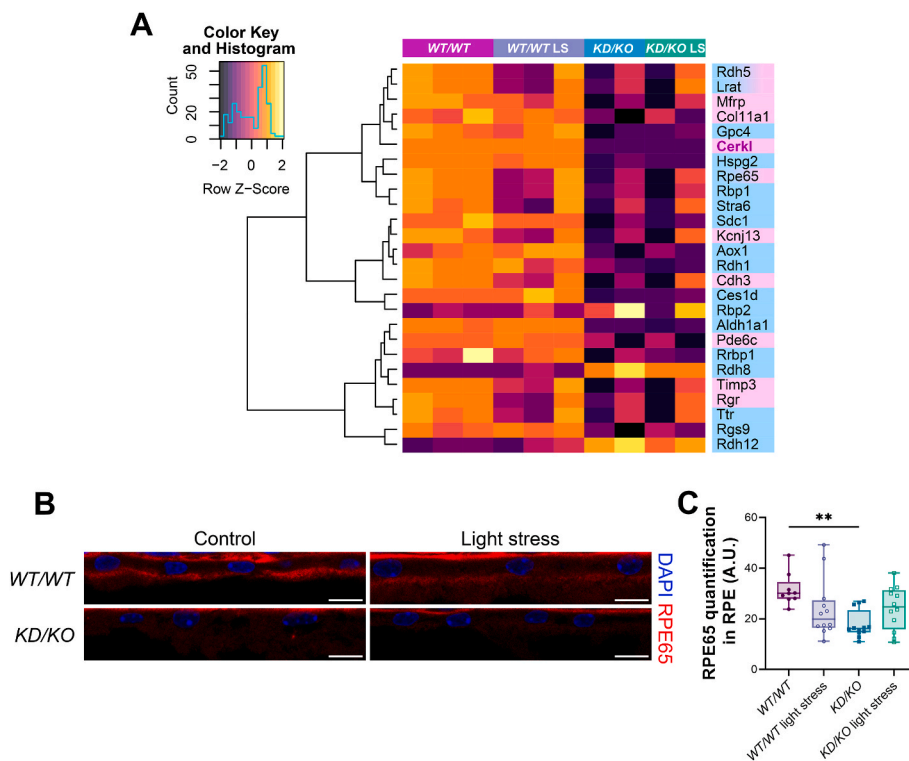 A
Color Key
and Histogram
Count
50
20
0
−2 −1 0 1 2
Row Z−Score
WT/WT
WT/WT LS
KD/KO
KD/KO LS
Rdh5
Lrat
Mfrp
Col11a1
Gpc4
Cerkl
Hspg2
Rpe65
Rbp1
Stra6
Sdc1
Kcnj13
Aox1
Rdh1
Cdh3
Ces1d
Rbp2
Aldh1a1
Pde6c
Rrbp1
Rdh8
Timp3
Rgr
Ttr
Rgs9
Rdh12
B
Control
Light stress
WT/WT
KD/KO
DAPI RPE65
C
RPE65 quantification
in RPE (A.U.)
60
40
20
0
**
WT/WT
WT/WT light stress
KD/KO
KD/KO light stress